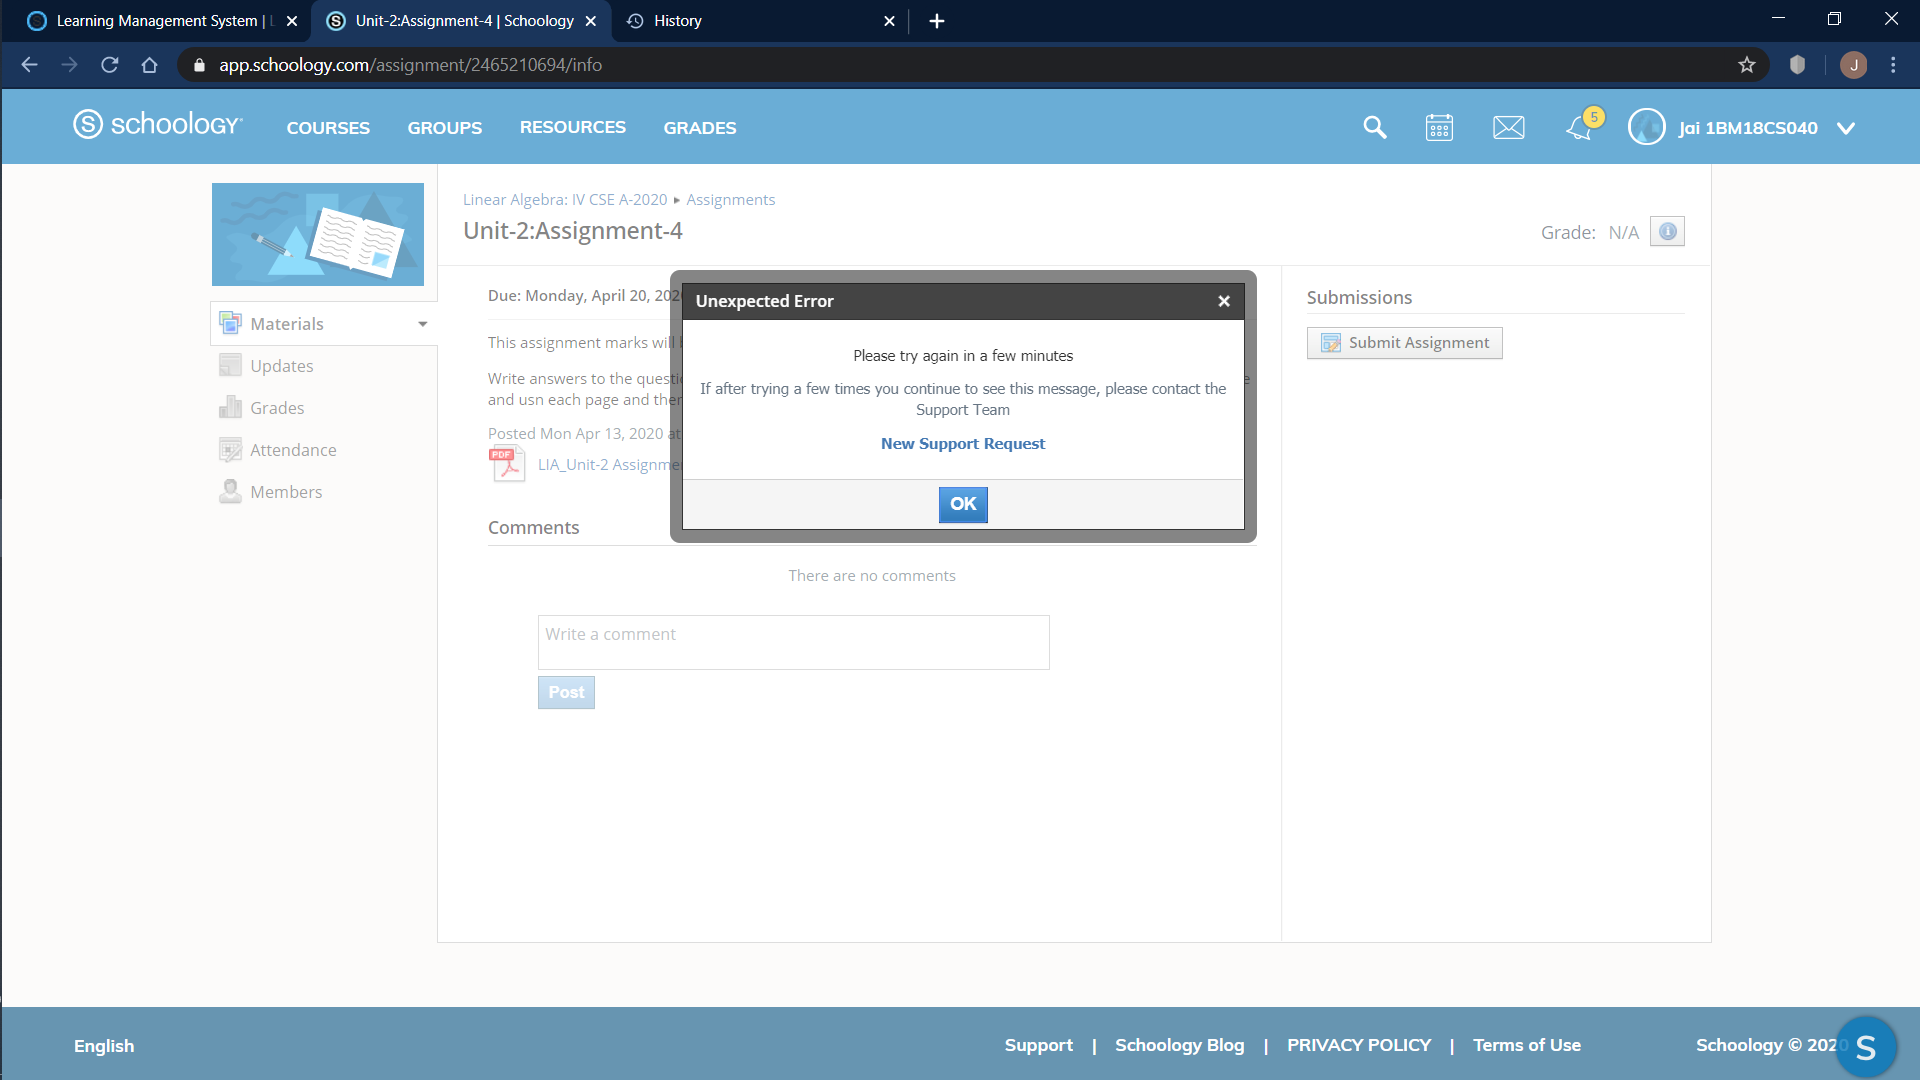 Learning Management System |
Unit-2:Assignment-4 | Schoology
History
app.schoology.com/assignment/2465210694/info
J
S schoology
COURSES
GROUPS
RESOURCES
GRADES
5
Jai 1BM18CS040
Linear Algebra: IV CSE A-2020 ▸ Assignments
Unit-2:Assignment-4
Grade: N/A
Materials
Updates
Grades
Attendance
Members
Due: Monday, April 20, 202
This assignment marks will
Write answers to the questi
and usn each page and the
Posted Mon Apr 13, 2020 at
PDF
LIA_Unit-2 Assignme
Unexpected Error
Please try again in a few minutes
If after trying a few times you continue to see this message, please contact the
Support Team
New Support Request
OK
Submissions
Submit Assignment
Comments
There are no comments
Write a comment
Post
English
Support | Schoology Blog | PRIVACY POLICY | Terms of Use
Schoology © 2020
S